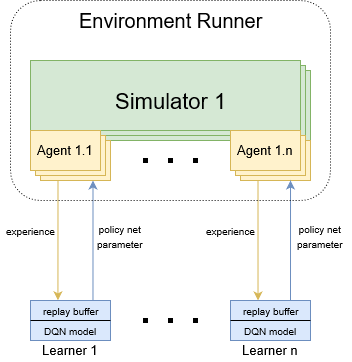 Environment Runner
Simulator 1
Agent 1.1
. . .
Agent 1.n
experience
policy net
parameter
experience
policy net
parameter
replay buffer
DQN model
Learner 1
. . .
replay buffer
DQN model
Learner n